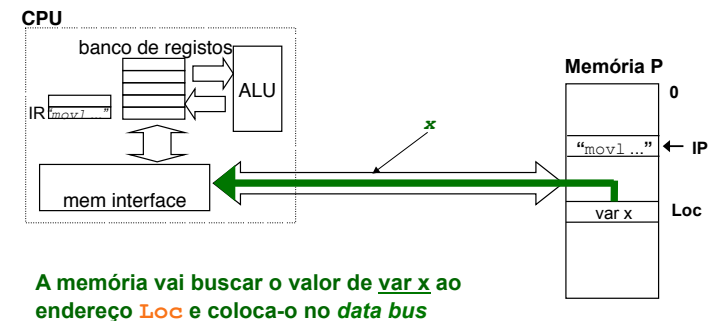 CPU
banco de registos
ALU
IR "movl ..."
mem interface
x
Memória P
0
"movl ..." ← IP
var x Loc
A memória vai buscar o valor de var x ao
endereço Loc e coloca-o no data bus